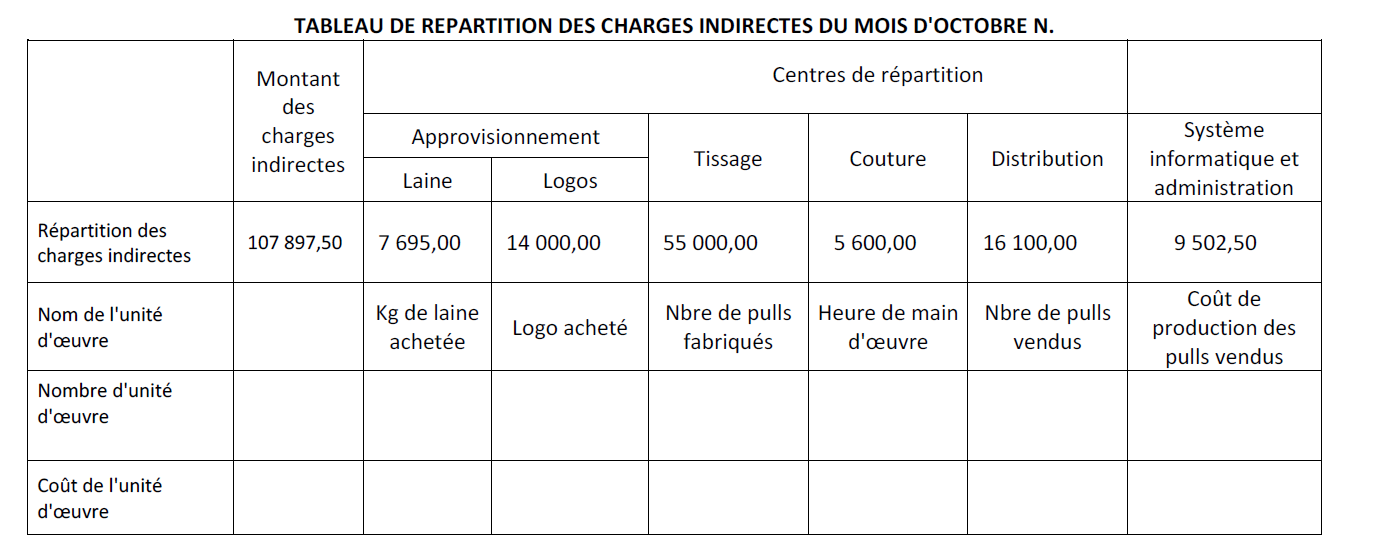 TABLEAU DE REPARTITION DES CHARGES INDIRECTES DU MOIS D'OCTOBRE N.
Montant
des
charges
indirectes
Centres de répartition
Approvisionnement
Laine
Logos
Tissage
Couture
Distribution
Système
informatique et
administration
Répartition des
charges indirectes
107 897,50
7 695,00
14 000,00
55 000,00
5 600,00
16 100,00
9 502,50
Nom de l'unité
d'œuvre
Kg de laine
achetée
Logo acheté
Nbre de pulls
fabriqués
Heure de main
d'œuvre
Nbre de pulls
vendus
Coût de
production des
pulls vendus
Nombre d'unité
d'œuvre
Coût de l'unité
d'œuvre